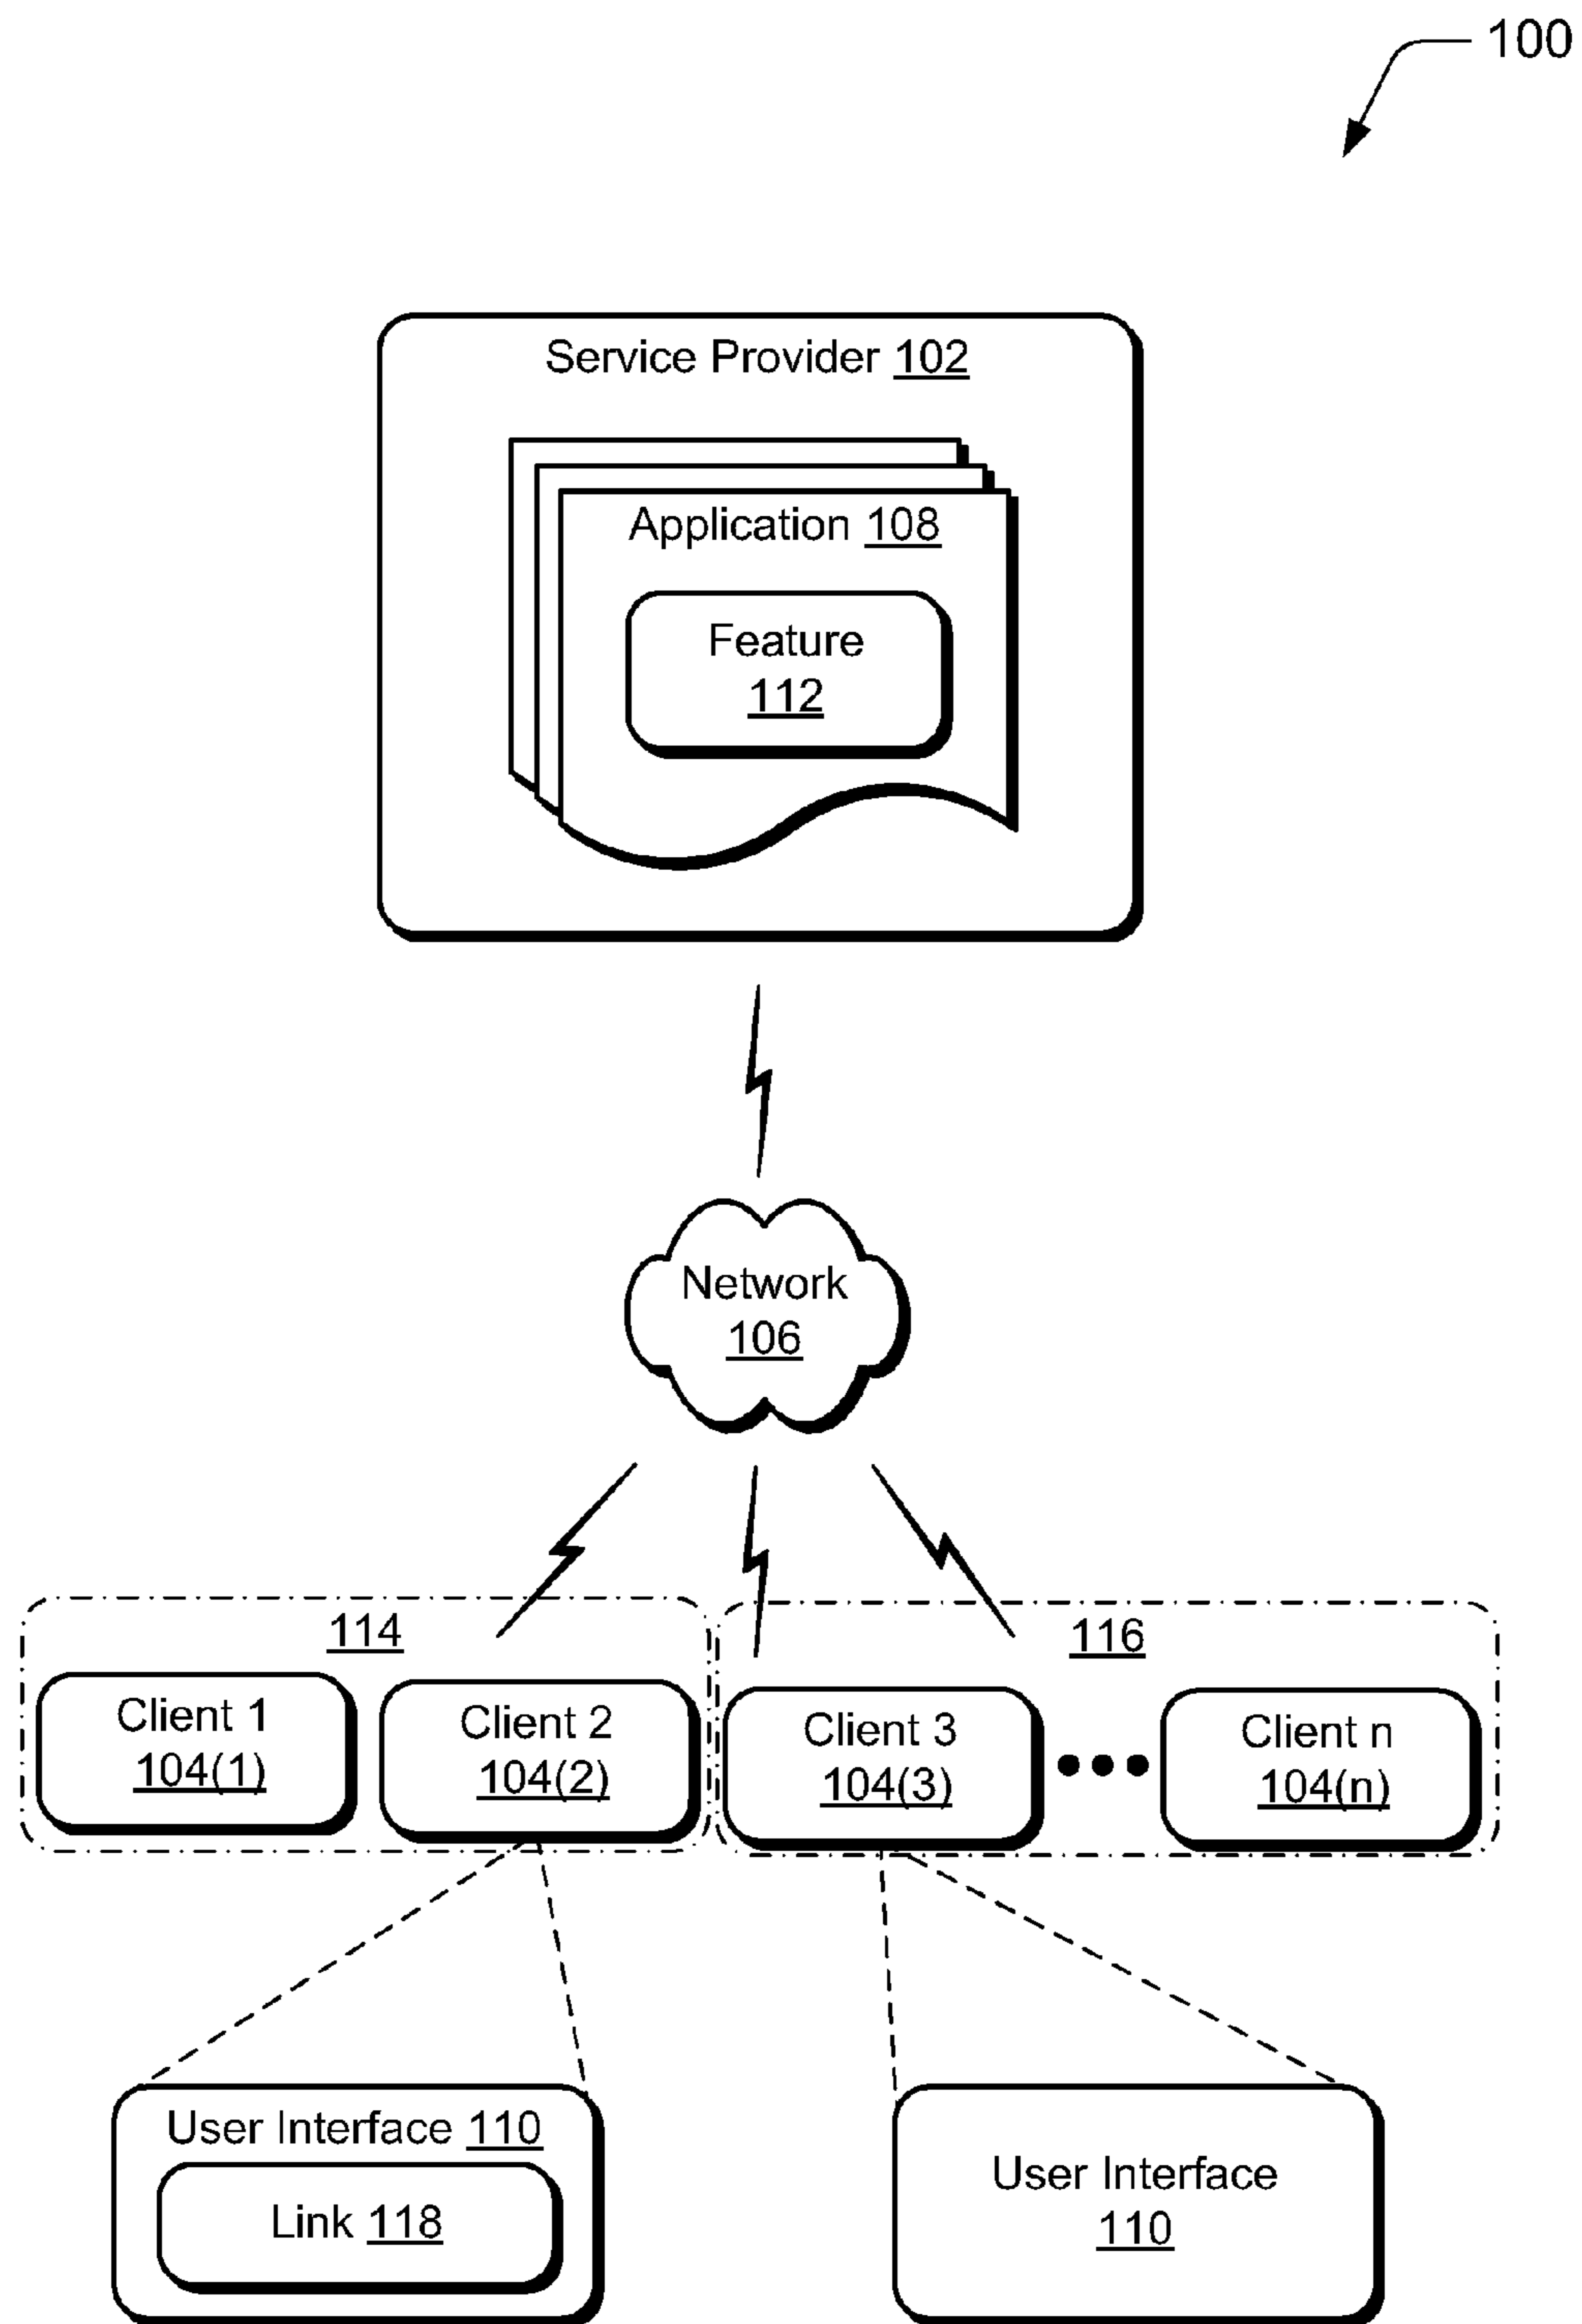 100
Service Provider 102
Application 108
Feature
112
Network
106
114
116
Client 1
104(1)
Client 2
104(2)
Client 3
104(3)
Client n
104(n)
User Interface 110
Link 118
User Interface
110